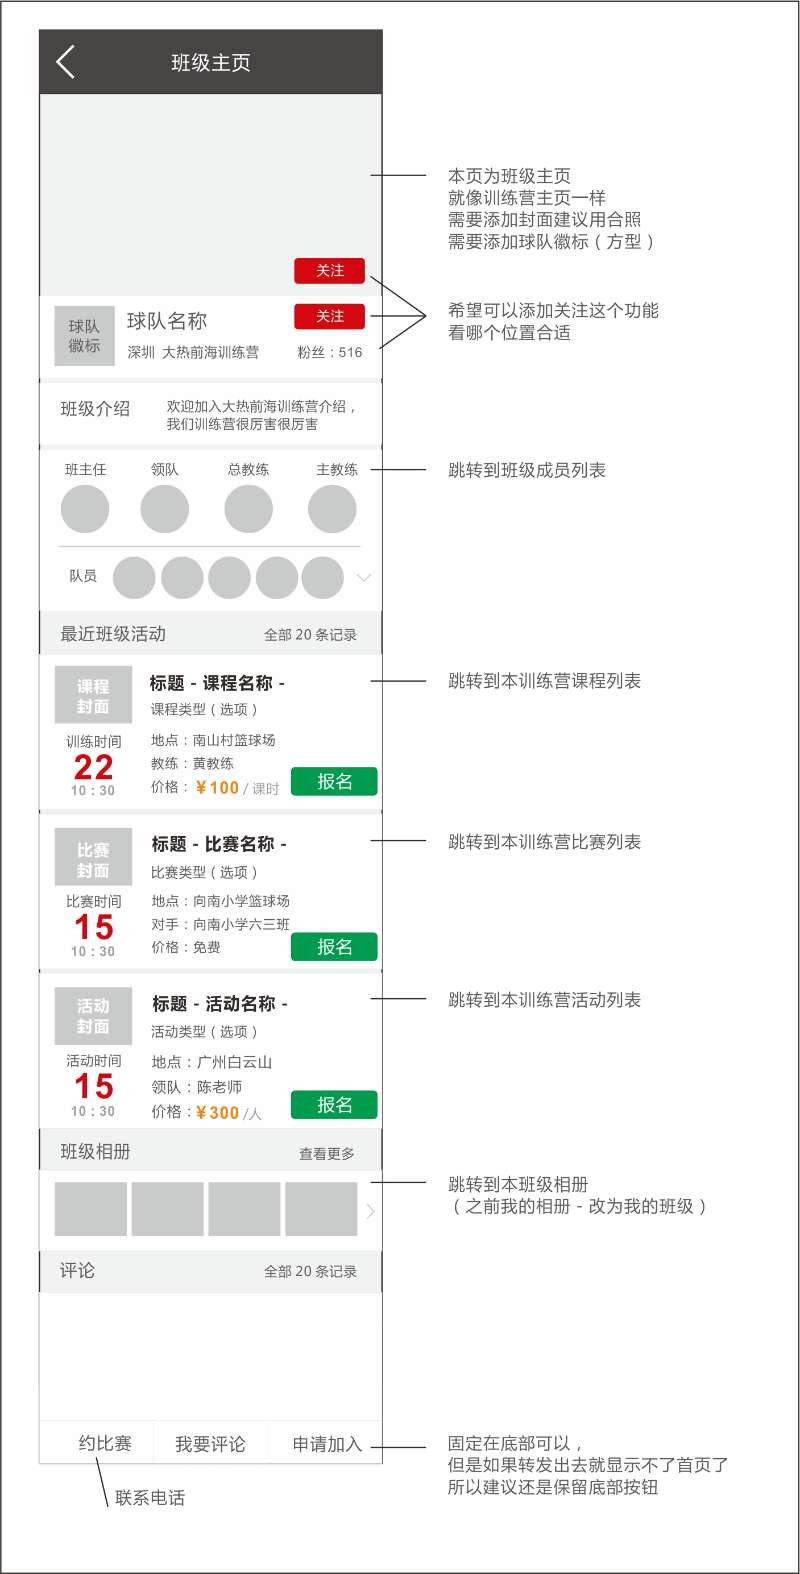 班级主页
本页为班级主页
就像训练营主页一样
需要添加封面建议用合照
需要添加球队徽标（方型）
关注
球队
徽标
球队名称
关注
深圳 大热前海训练营
粉丝：516
希望可以添加关注这个功能
看哪个位置合适
班级介绍
欢迎加入大热前海训练营介绍，
我们训练营很厉害很厉害
班主任
领队
总教练
主教练
跳转到班级成员列表
队员
最近班级活动
全部 20 条记录
课程
封面
标题 - 课程名称 -
课程类型（选项）
跳转到本训练营课程列表
训练时间
22
10：30
地点：南山村篮球场
教练：黄教练
价格：￥100 / 课时
报名
比赛
封面
标题 - 比赛名称 -
比赛类型（选项）
跳转到本训练营比赛列表
比赛时间
15
10：30
地点：向南小学篮球场
对手：向南小学六三班
价格：免费
报名
活动
封面
标题 - 活动名称 -
活动类型（选项）
跳转到本训练营活动列表
活动时间
15
10：30
地点：广州白云山
领队：陈老师
价格：￥300 /人
报名
班级相册
查看更多
跳转到本班级相册
（之前我的相册 - 改为我的班级）
评论
全部 20 条记录
约比赛
我要评论
申请加入
固定在底部可以，
但是如果转发出去就显示不了首页了
所以建议还是保留底部按钮
联系电话